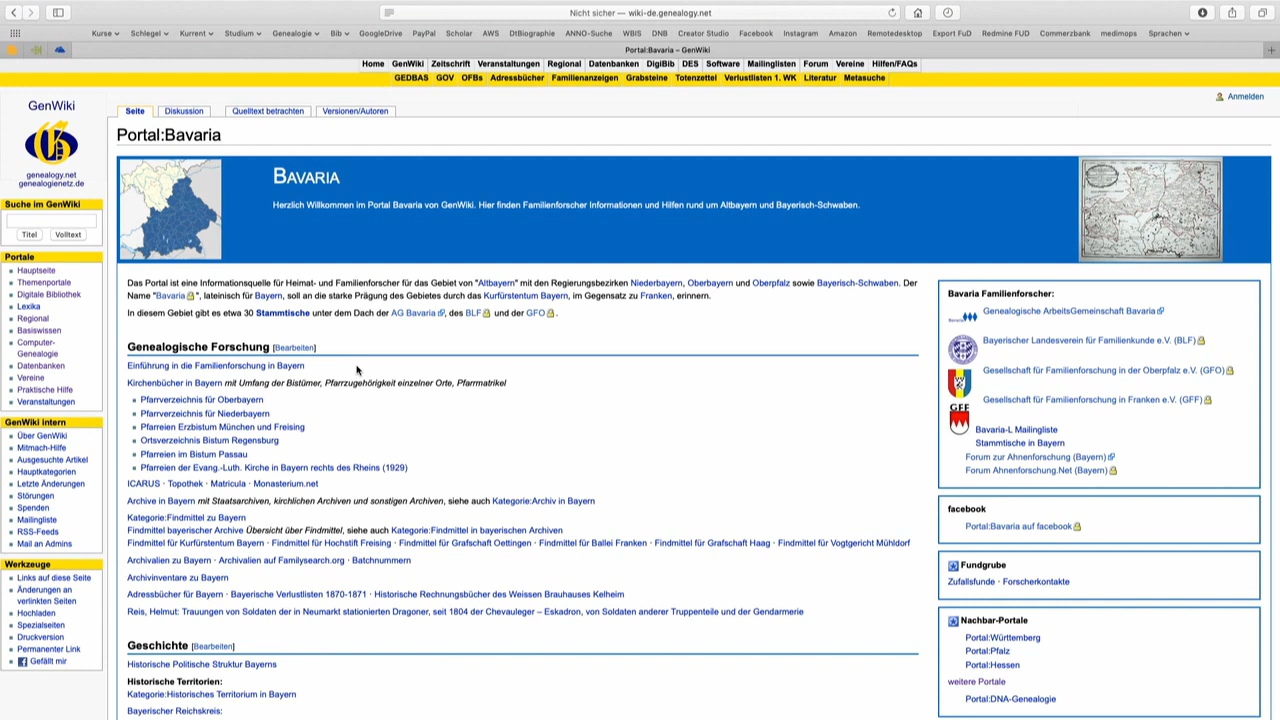 Nicht sicher — wiki-de.genealogy.net
Kurse Schlegel Kurrent Studium Genealogie Bib GoogleDrive PayPal Scholar AWS DtBiographie ANNO-Suche WBIS DNB Creator Studio Facebook Instagram Amazon Remotedesktop Export FuD Redmine FUD Commerzbank medimops Sprachen
Portal:Bavaria – GenWiki
Home GenWiki Zeitschrift Veranstaltungen Regional Datenbanken DigiBib DES Software Mailinglisten Forum Vereine Hilfen/FAQs
GEDBAS GOV OFBs Adressbücher Familienanzeigen Grabsteine Totenzettel Verlustlisten 1. WK Literatur Metasuche
Anmelden
GenWiki
genealogy.net
genealogienetz.de
Suche im GenWiki
Titel Volltext
Portale
Hauptseite
Themenportale
Digitale Bibliothek
Lexika
Regional
Basiswissen
Computer-
Genealogie
Datenbanken
Vereine
Praktische Hilfe
Veranstaltungen
GenWiki intern
Über GenWiki
Mitmach-Hilfe
Ausgesuchte Artikel
Hauptkategorien
Letzte Änderungen
Störungen
Spenden
Mailingliste
RSS-Feeds
Mail an Admins
Werkzeuge
Links auf diese Seite
Änderungen an
verlinkten Seiten
Hochladen
Spezialseiten
Druckversion
Permanenter Link
Gefällt mir
Seite Diskussion Quelltext betrachten Versionen/Autoren
Portal:Bavaria
BAVARIA
Herzlich Willkommen im Portal Bavaria von GenWiki. Hier finden Familienforscher Informationen und Hilfen rund um Altbayern und Bayerisch-Schwaben.
Das Portal ist eine Informationsquelle für Heimat- und Familienforscher für das Gebiet von "Altbayern" mit den Regierungsbezirken Niederbayern, Oberbayern und Oberpfalz sowie Bayerisch-Schwaben. Der
Name "Bavaria", lateinisch für Bayern, soll an die starke Prägung des Gebietes durch das Kurfürstentum Bayern, im Gegensatz zu Franken, erinnern.
In diesem Gebiet gibt es etwa 30 Stammtische unter dem Dach der AG Bavaria, des BLF und der GFO.
Genealogische Forschung [Bearbeiten]
Einführung in die Familienforschung in Bayern
Kirchenbücher in Bayern mit Umfang der Bistümer, Pfarrzugehörigkeit einzelner Orte, Pfarrmatrikel
Pfarrverzeichnis für Oberbayern
Pfarrverzeichnis für Niederbayern
Pfarreien Erzbistum München und Freising
Ortsverzeichnis Bistum Regensburg
Pfarreien im Bistum Passau
Pfarreien der Evang.-Luth. Kirche in Bayern rechts des Rheins (1929)
ICARUS · Topothek · Matricula · Monasterium.net
Archive in Bayern mit Staatsarchiven, kirchlichen Archiven und sonstigen Archiven, siehe auch Kategorie:Archiv in Bayern
Kategorie:Findmittel zu Bayern
Findmittel bayerischer Archive Übersicht über Findmittel, siehe auch Kategorie:Findmittel in bayerischen Archiven
Findmittel für Kurfürstentum Bayern · Findmittel für Hochstift Freising · Findmittel für Grafschaft Oettingen · Findmittel für Ballei Franken · Findmittel für Grafschaft Haag · Findmittel für Vogtgericht Mühldorf
Archivalien zu Bayern · Archivalien auf Familysearch.org · Batchnummern
Archivinventare zu Bayern
Adressbücher für Bayern · Bayerische Verlustlisten 1870-1871 · Historische Rechnungsbücher des Weissen Brauhauses Kelheim
Reis, Helmut: Trauungen von Soldaten der in Neumarkt stationierten Dragoner, seit 1804 der Chevauleger – Eskadron, von Soldaten anderer Truppenteile und der Gendarmerie
Geschichte [Bearbeiten]
Historische Politische Struktur Bayerns
Historische Territorien:
Kategorie:Historisches Territorium in Bayern
Bayerischer Reichskreis:
Bavaria Familienforscher:
Genealogische ArbeitsGemeinschaft Bavaria
Bayerischer Landesverein für Familienkunde e.V. (BLF)
Gesellschaft für Familienforschung in der Oberpfalz e.V. (GFO)
Gesellschaft für Familienforschung in Franken e.V. (GFF)
GFF
Bavaria-L Mailingliste
Stammtische in Bayern
Forum zur Ahnenforschung (Bayern)
Forum Ahnenforschung.Net (Bayern)
facebook
Portal:Bavaria auf facebook
Fundgrube
Zufallsfunde · Forscherkontakte
Nachbar-Portale
Portal:Württemberg
Portal:Pfalz
Portal:Hessen
weitere Portale
Portal:DNA-Genealogie